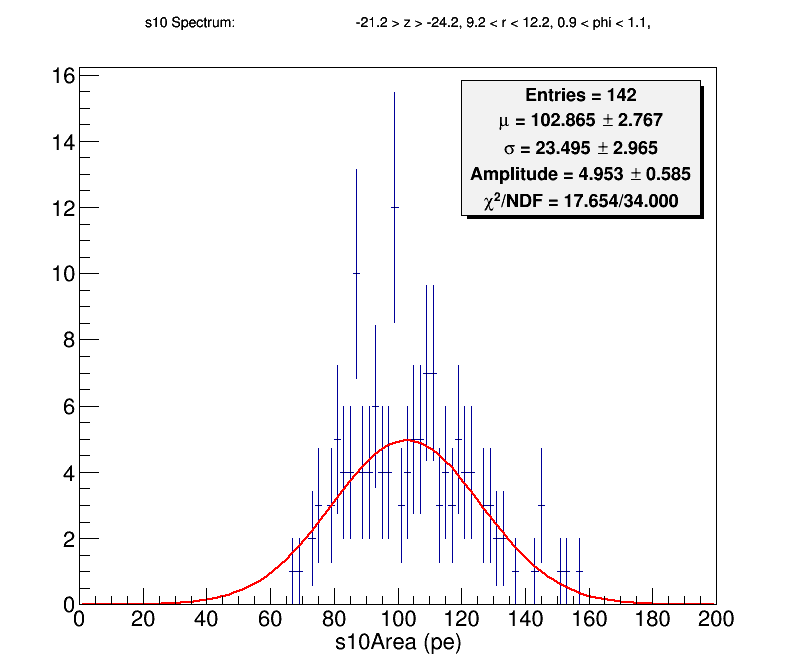 s10 Spectrum: -21.2 > z > -24.2, 9.2 < r < 12.2, 0.9 < phi < 1.1,
Entries = 142
μ = 102.865 ± 2.767
σ = 23.495 ± 2.965
Amplitude = 4.953 ± 0.585
χ²/NDF = 17.654/34.000
16
14
12
10
8
6
4
2
0
0 20 40 60 80 100 120 140 160 180 200
s10Area (pe)